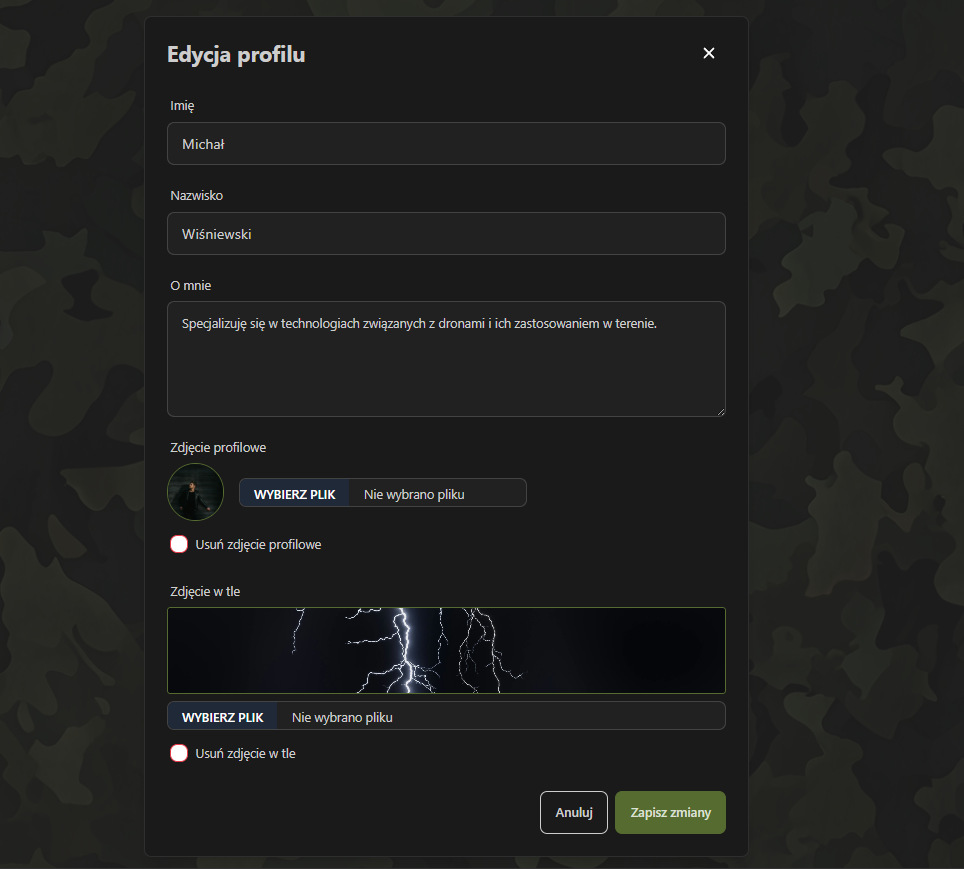 Edycja profilu
Imię
Michał
Nazwisko
Wiśniewski
O mnie
Specjalizuję się w technologiach związanych z dronami i ich zastosowaniem w terenie.
Zdjęcie profilowe
WYBIERZ PLIK Nie wybrano pliku
Usuń zdjęcie profilowe
Zdjęcie w tle
WYBIERZ PLIK Nie wybrano pliku
Usuń zdjęcie w tle
Anuluj Zapisz zmiany